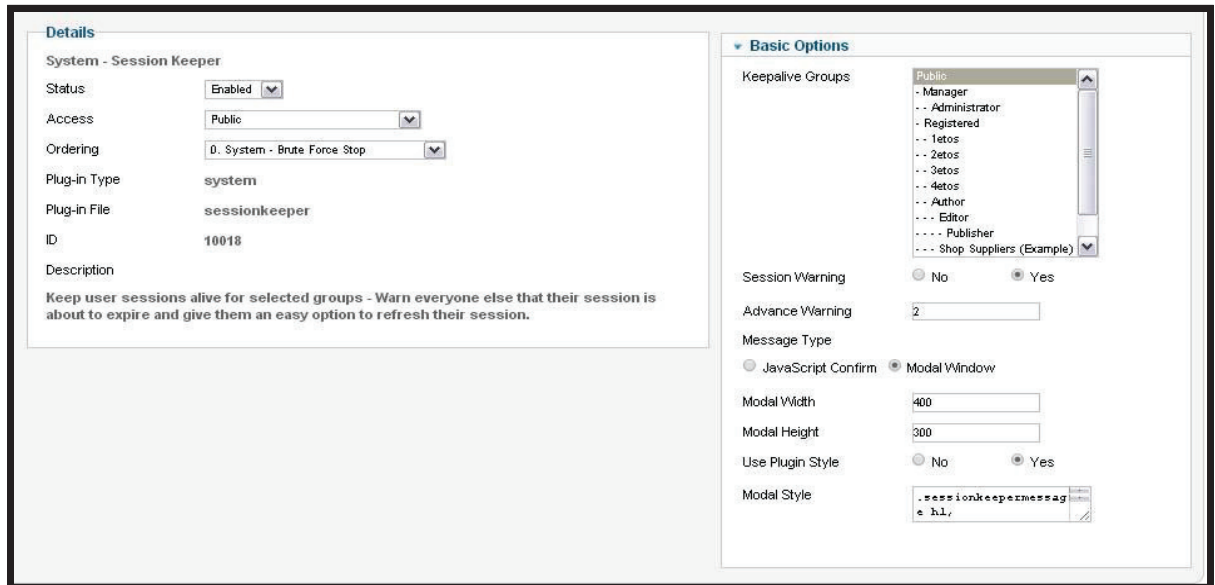 Details
System - Session Keeper
Status Enabled
Access Public
Ordering 0. System - Brute Force Stop
Plug-in Type system
Plug-in File sessionkeeper
ID 10018
Description
Keep user sessions alive for selected groups - Warn everyone else that their session is
about to expire and give them an easy option to refresh their session.
Basic Options
Keepalive Groups
Public
- Manager
- - Administrator
- Registered
- - 1etos
- - 2etos
- - 3etos
- - 4etos
- - Author
- - - Editor
- - - - Publisher
- - - Shop Suppliers (Example)
Session Warning No Yes
Advance Warning 2
Message Type
JavaScript Confirm Modal Window
Modal Width 400
Modal Height 300
Use Plugin Style No Yes
Modal Style .sessionkeepermessag
e h1,